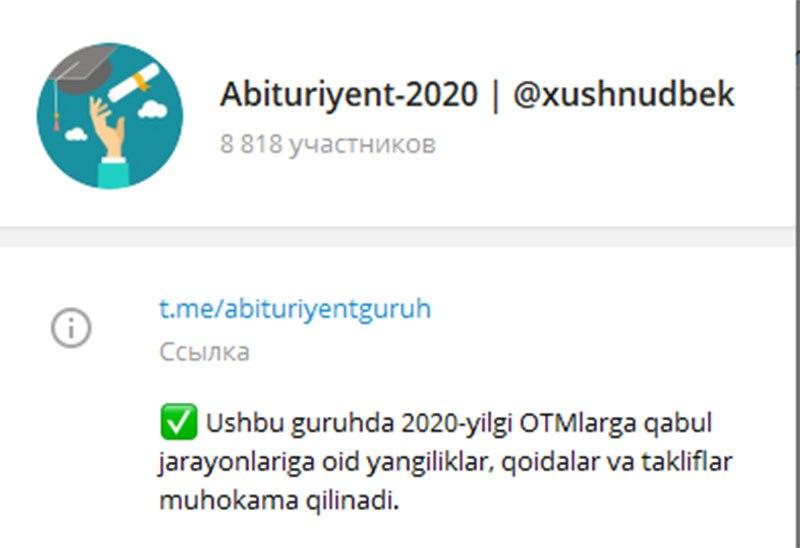 Abituriyent-2020 | @xushnudbek
8 818 участников
t.me/abituriyentguruh
Ссылка
✅ Ushbu guruhda 2020-yilgi OTMlarga qabul
jarayonlariga oid yangiliklar, qoidalar va takliflar
muhokama qilinadi.